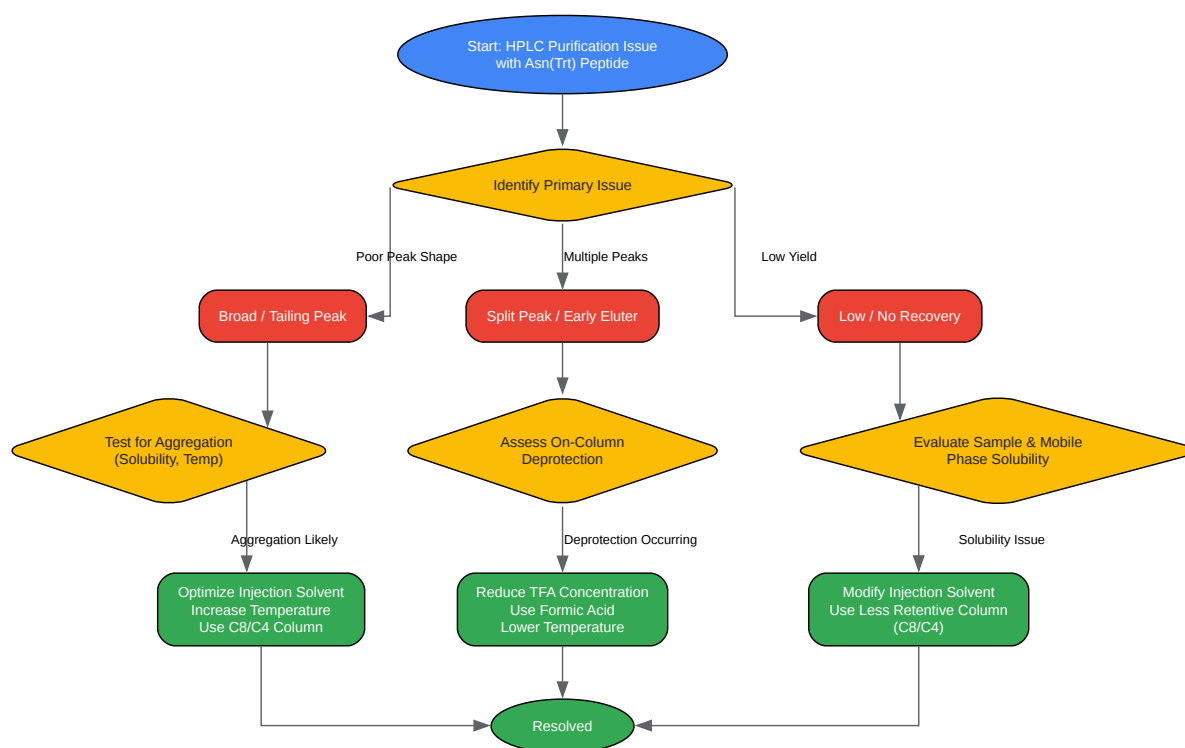 Start: HPLC Purification Issue
with Asn(Trt) Peptide
Identify Primary Issue
Poor Peak Shape
Multiple Peaks
Low Yield
Broad / Tailing Peak
Split Peak / Early Eluter
Low / No Recovery
Test for Aggregation
(Solubility, Temp)
Assess On-Column
Deprotection
Evaluate Sample & Mobile
Phase Solubility
Aggregation Likely
Deprotection Occurring
Solubility Issue
Optimize Injection Solvent
Increase Temperature
Use C8/C4 Column
Reduce TFA Concentration
Use Formic Acid
Lower Temperature
Modify Injection Solvent
Use Less Retentive Column
(C8/C4)
Resolved